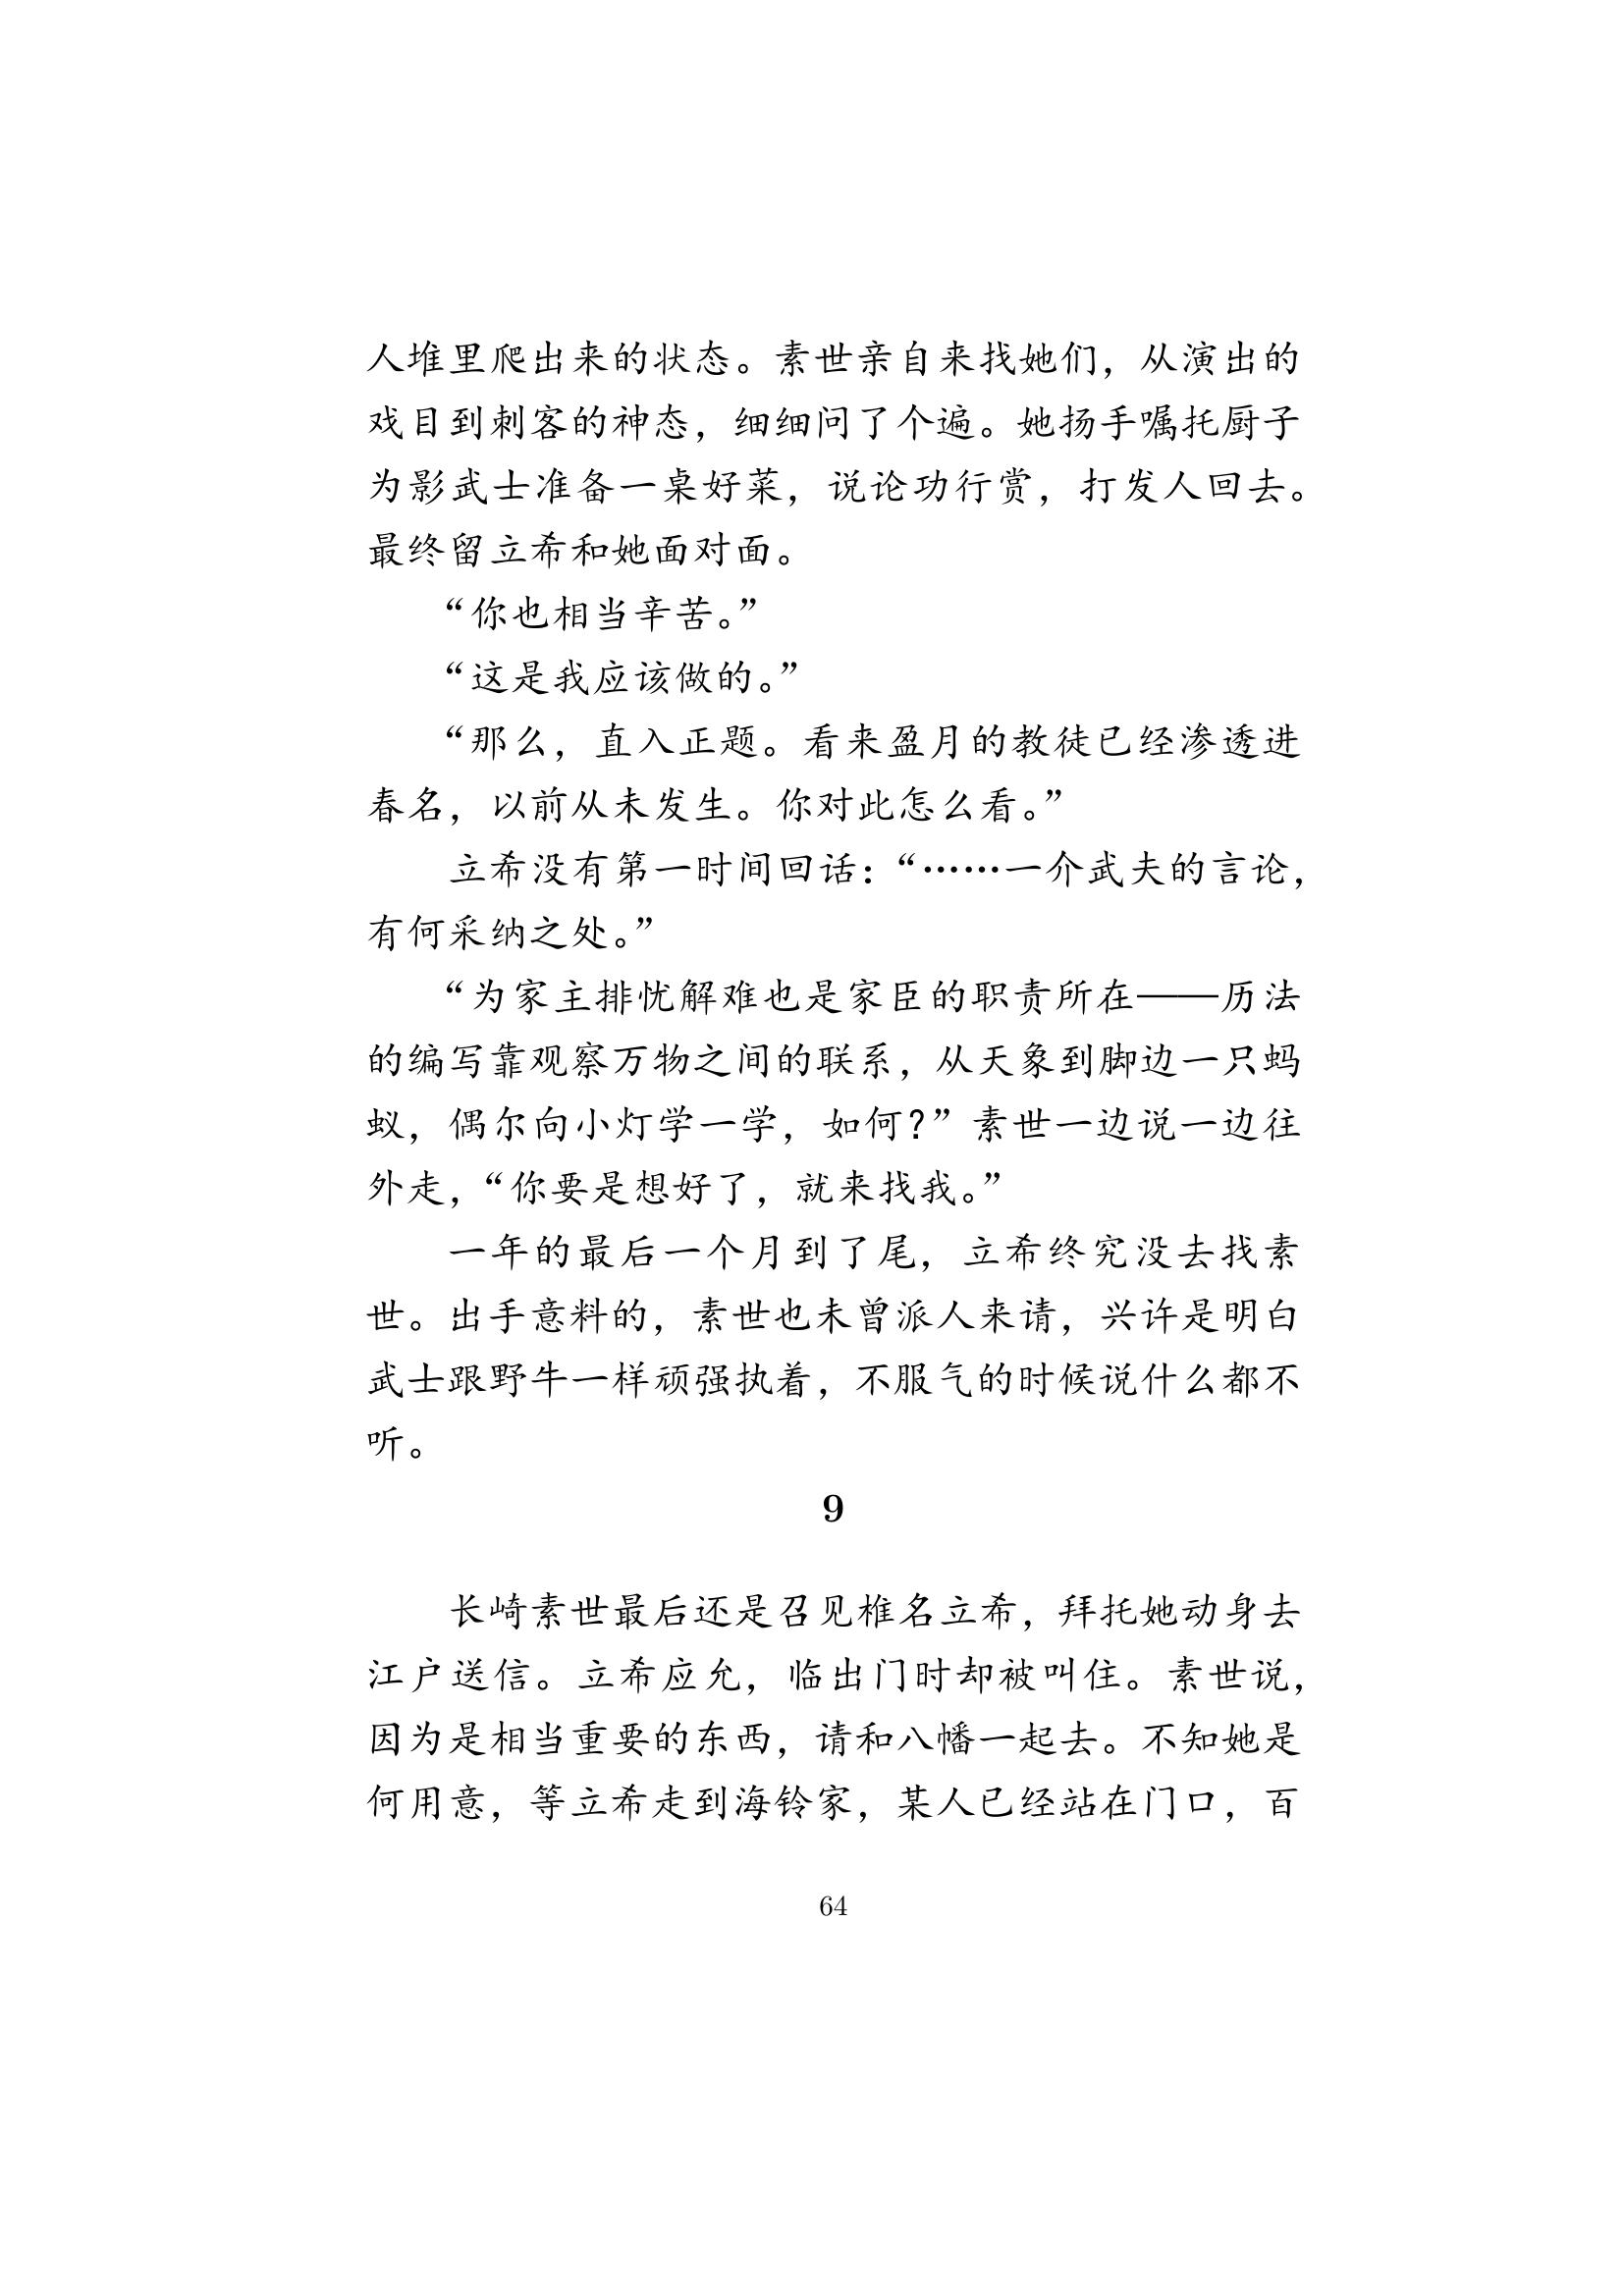 人堆里爬出来的状态。素世亲自来找她们，从演出的
戏目到刺客的神态，细细问了个遍。她扬手嘱托厨子
为影武士准备一桌好菜，说论功行赏，打发人回去。
最终留立希和她面对面。
“你也相当辛苦。”
“这是我应该做的。”
“那么，直入正题。看来盈月的教徒已经渗透进
春名，以前从未发生。你对此怎么看。”
立希没有第一时间回话：“……一介武夫的言论，
有何采纳之处。”
“为家主排忧解难也是家臣的职责所在——历法
的编写靠观察万物之间的联系，从天象到脚边一只蚂
蚁，偶尔向小灯学一学，如何？”素世一边说一边往
外走，“你要是想好了，就来找我。”
一年的最后一个月到了尾，立希终究没去找素
世。出手意料的，素世也未曾派人来请，兴许是明白
武士跟野牛一样顽强执着，不服气的时候说什么都不
听。
9
长崎素世最后还是召见椎名立希，拜托她动身去
江户送信。立希应允，临出门时却被叫住。素世说，
因为是相当重要的东西，请和八幡一起去。不知她是
何用意，等立希走到海铃家，某人已经站在门口，百
64